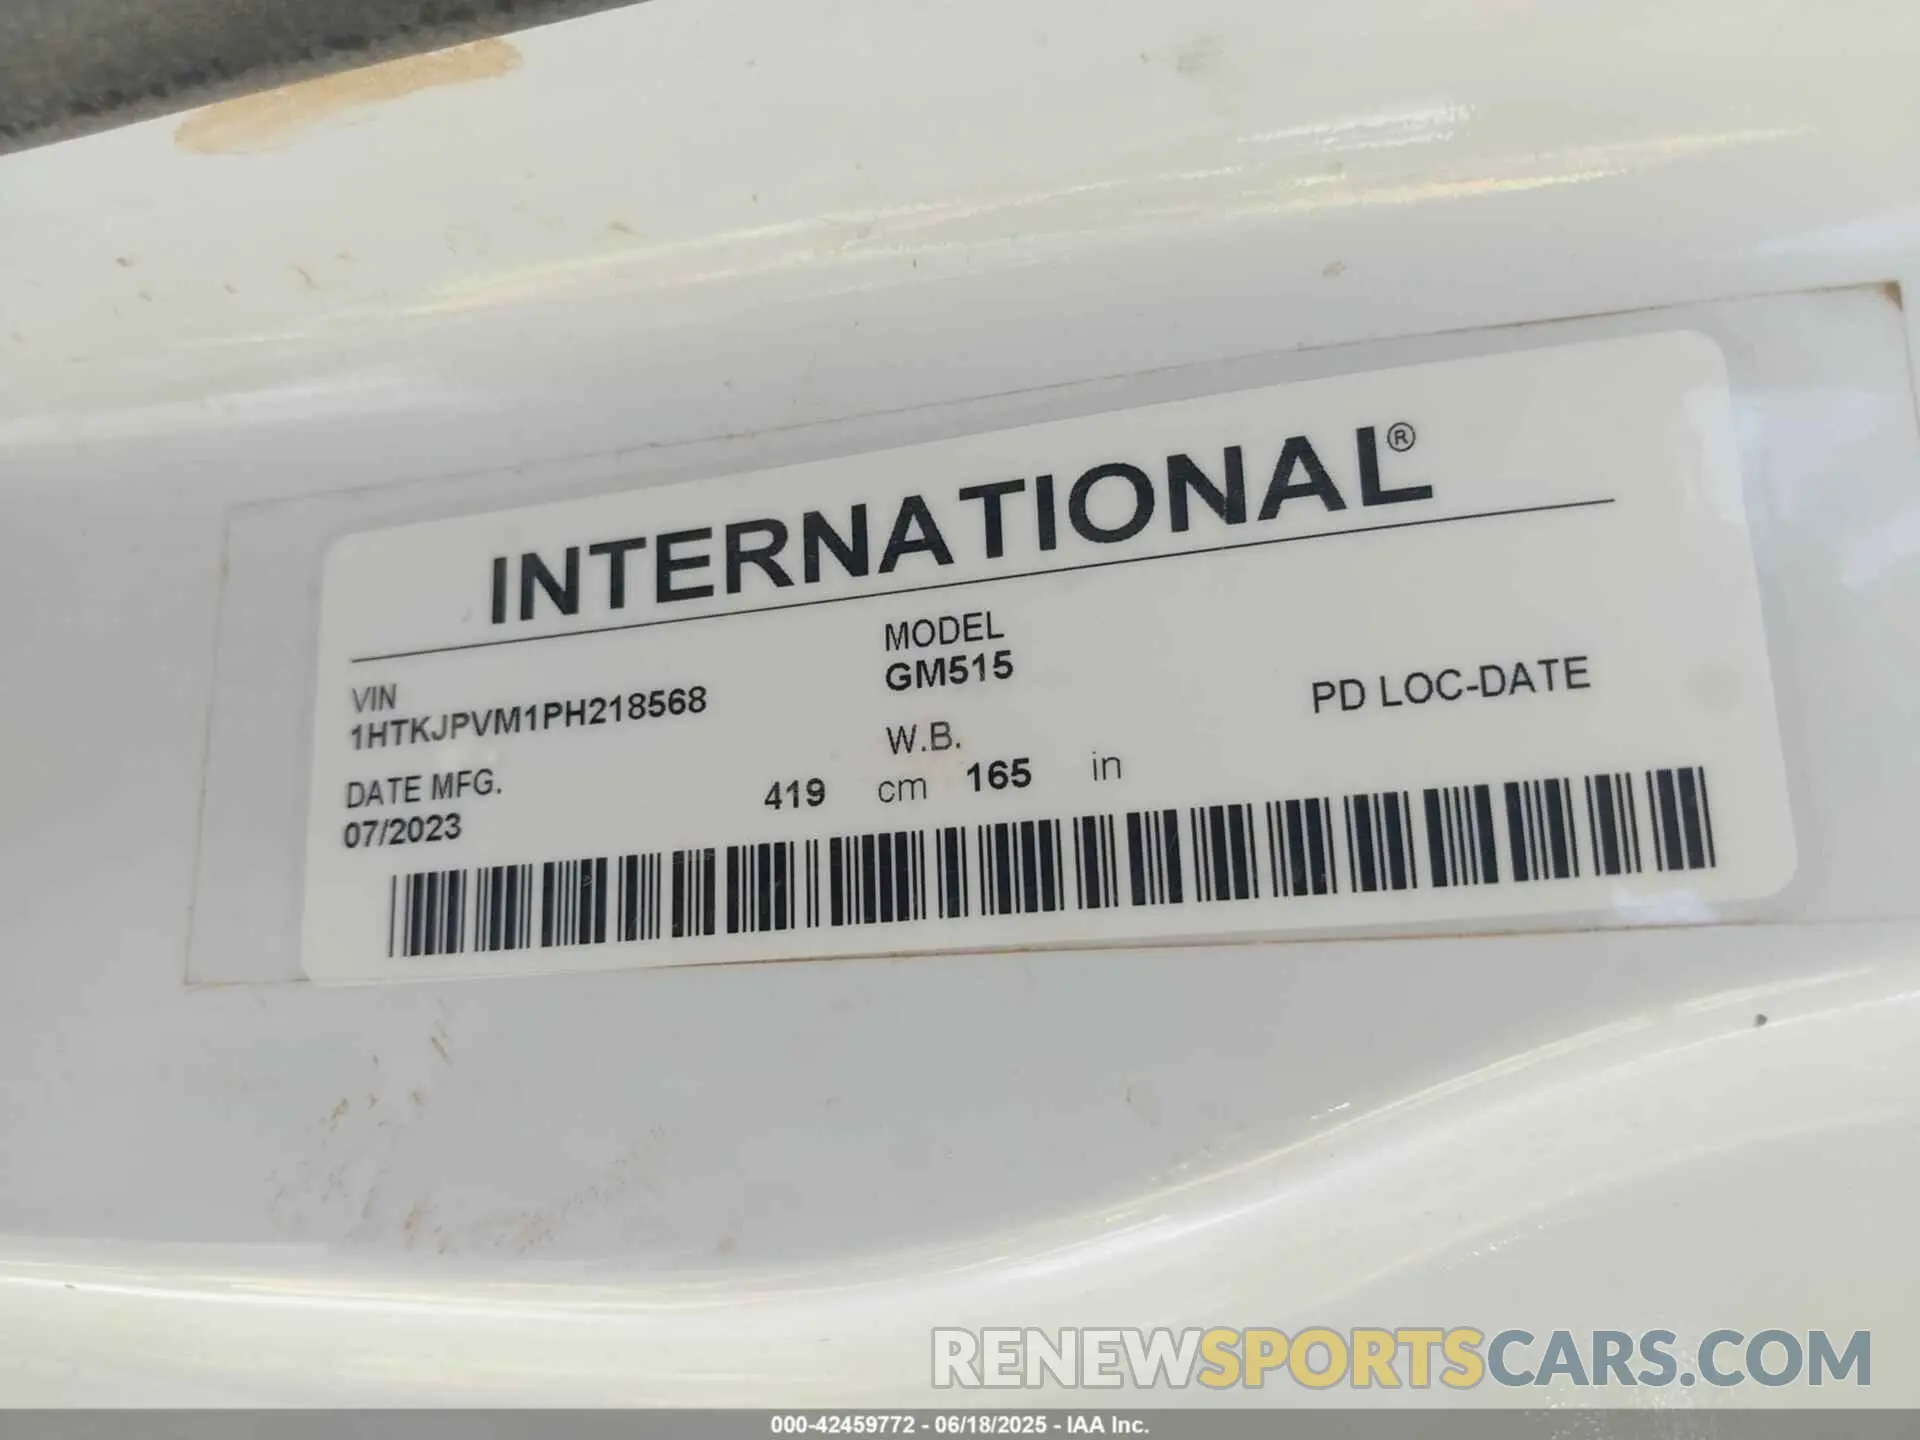 INTERNATIONAL®
VIN
1HTKJPVM1PH218568
MODEL
GM515
DATE MFG.
07/2023
W.B.
419 cm 165 in
PD LOC-DATE
RENEWSPORTSCARS.COM
000-42459772 - 06/18/2025 - IAA Inc.